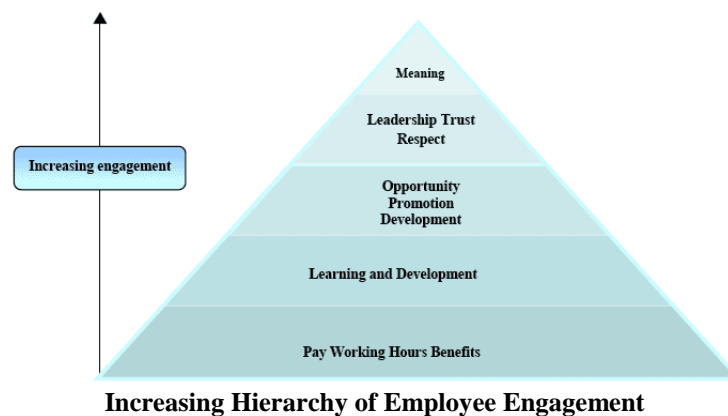 Meaning
Leadership Trust
Respect
Increasing engagement
Opportunity
Promotion
Development
Learning and Development
Pay Working Hours Benefits
Increasing Hierarchy of Employee Engagement